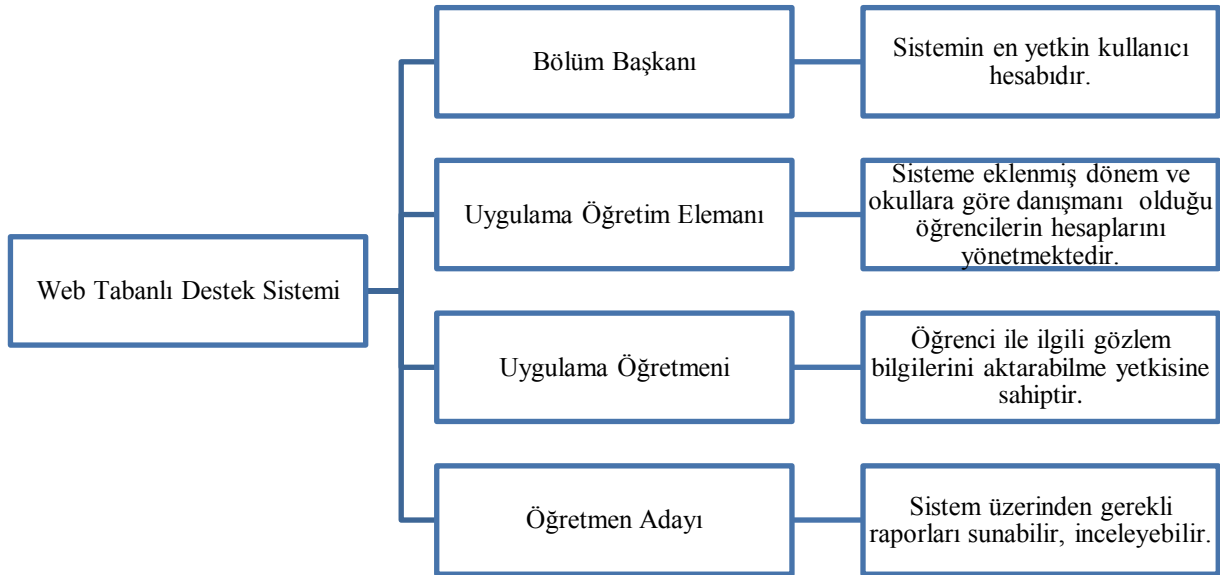 Web Tabanlı Destek Sistemi
Bölüm Başkanı
Sistemin en yetkin kullanıcı
hesabıdır.
Uygulama Öğretim Elemanı
Sisteme eklenmiş dönem ve
okullara göre danışmanı olduğu
öğrencilerin hesaplarını
yönetmektedir.
Uygulama Öğretmeni
Öğrenci ile ilgili gözlem
bilgilerini aktarabilme yetkisine
sahiptir.
Öğretmen Adayı
Sistem üzerinden gerekli
raporları sunabilir, inceleyebilir.